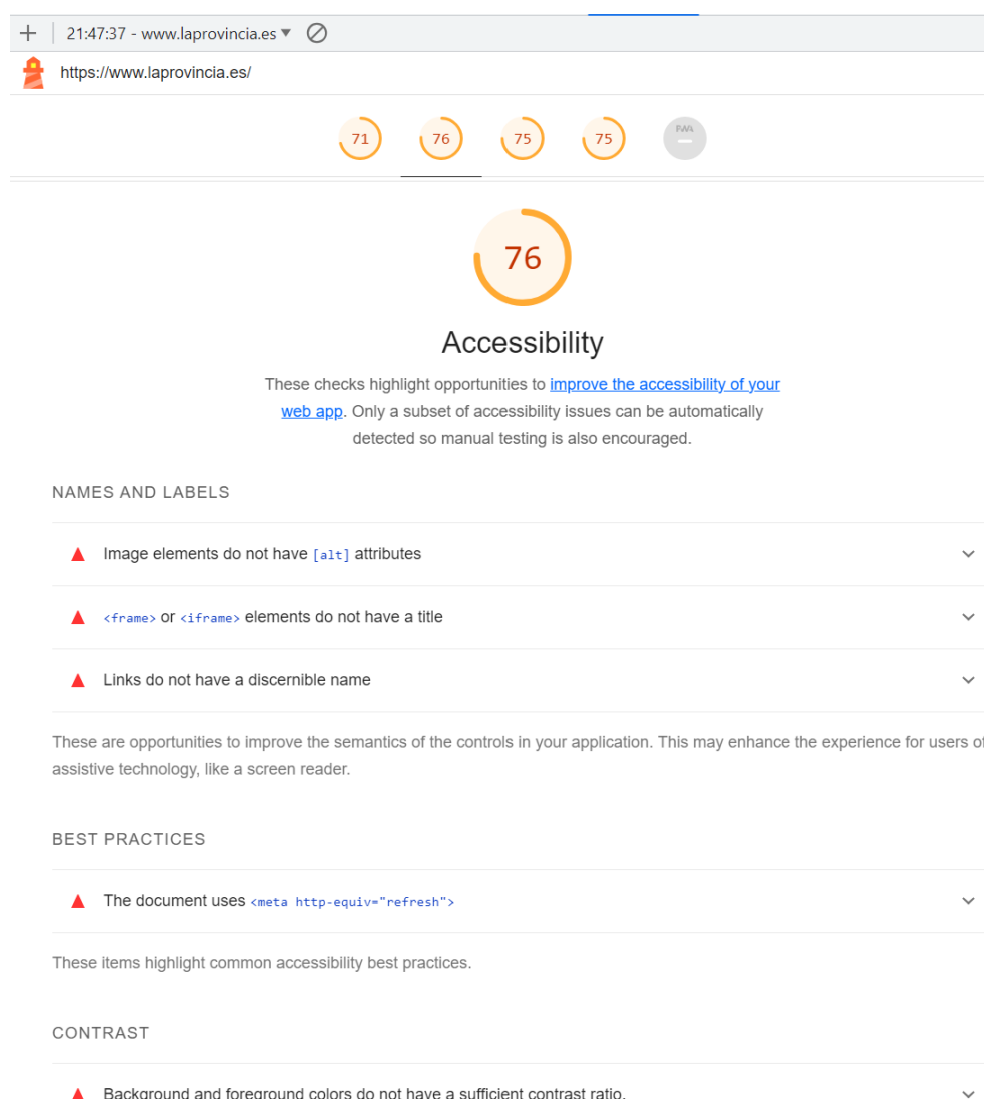 21:47:37 - www.laprovincia.es ▼
https://www.laprovincia.es/
71 76 75 75 PWA
76
Accessibility
These checks highlight opportunities to improve the accessibility of your
web app. Only a subset of accessibility issues can be automatically
detected so manual testing is also encouraged.
NAMES AND LABELS
Image elements do not have [alt] attributes
<frame> or <iframe> elements do not have a title
Links do not have a discernible name
These are opportunities to improve the semantics of the controls in your application. This may enhance the experience for users of
assistive technology, like a screen reader.
BEST PRACTICES
The document uses <meta http-equiv="refresh">
These items highlight common accessibility best practices.
CONTRAST
Background and foreground colors do not have a sufficient contrast ratio.